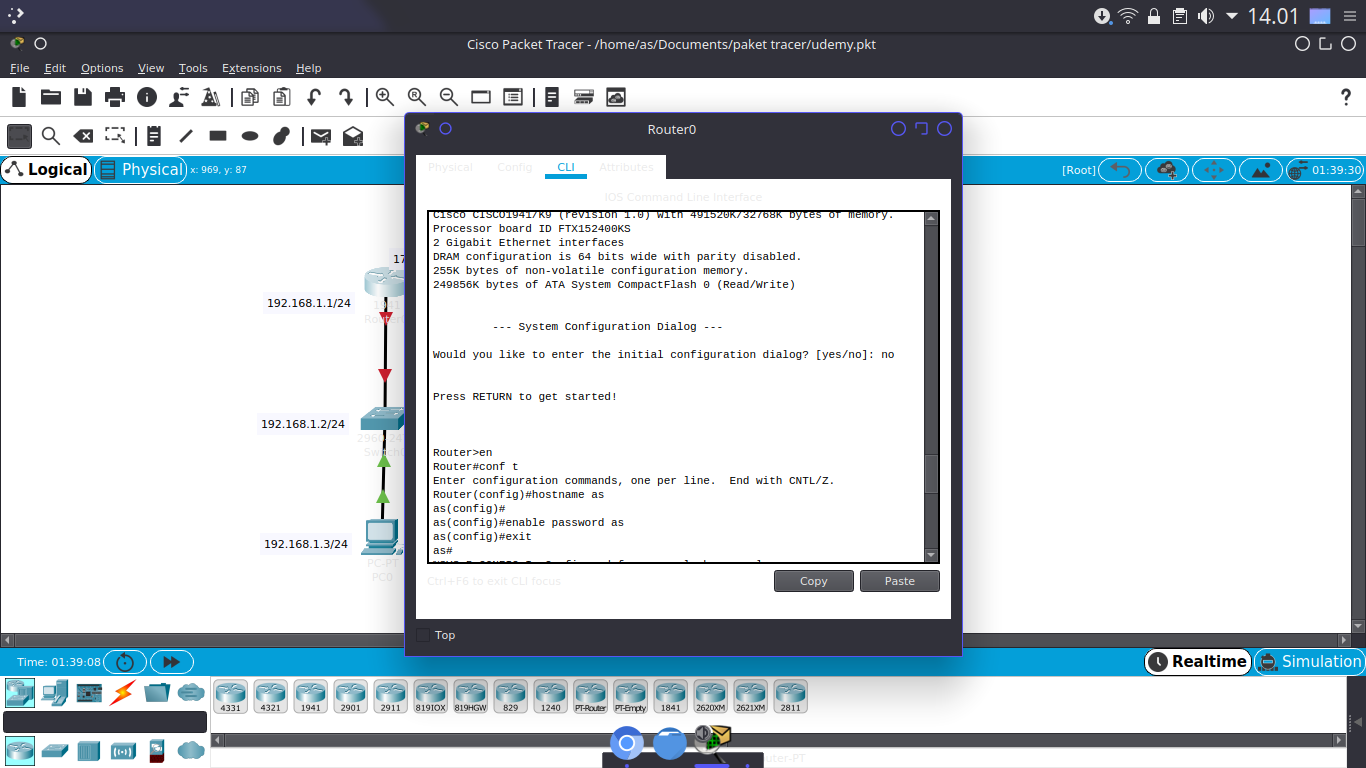 14.01
Cisco Packet Tracer - /home/as/Documents/paket tracer/udemy.pkt
File Edit Options View Tools Extensions Help
Router0
Logical Physical x: 969, y: 87
[Root] 01:39:30
Physical Config CLI Attributes
IOS Command Line Interface
Cisco CISCO1941/K9 (revision 1.0) with 491520K/32768K bytes of memory.
Processor board ID FTX152400KS
2 Gigabit Ethernet interfaces
DRAM configuration is 64 bits wide with parity disabled.
255K bytes of non-volatile configuration memory.
249856K bytes of ATA System CompactFlash 0 (Read/Write)
--- System Configuration Dialog ---
Would you like to enter the initial configuration dialog? [yes/no]: no
Press RETURN to get started!
Router>en
Router#conf t
Enter configuration commands, one per line. End with CNTL/Z.
Router(config)#hostname as
as(config)#
as(config)#enable password as
as(config)#exit
as#
Ctrl+F6 to exit CLI focus
Copy Paste
Top
17
192.168.1.1/24
192.168.1.2/24
192.168.1.3/24
PC-PT
PC0
Time: 01:39:08
Realtime Simulation
4331 4321 1941 2901 2911 819IOX 819HGW 829 1240 PT-Router PT-Empty 1841 2620XM 2621XM 2811